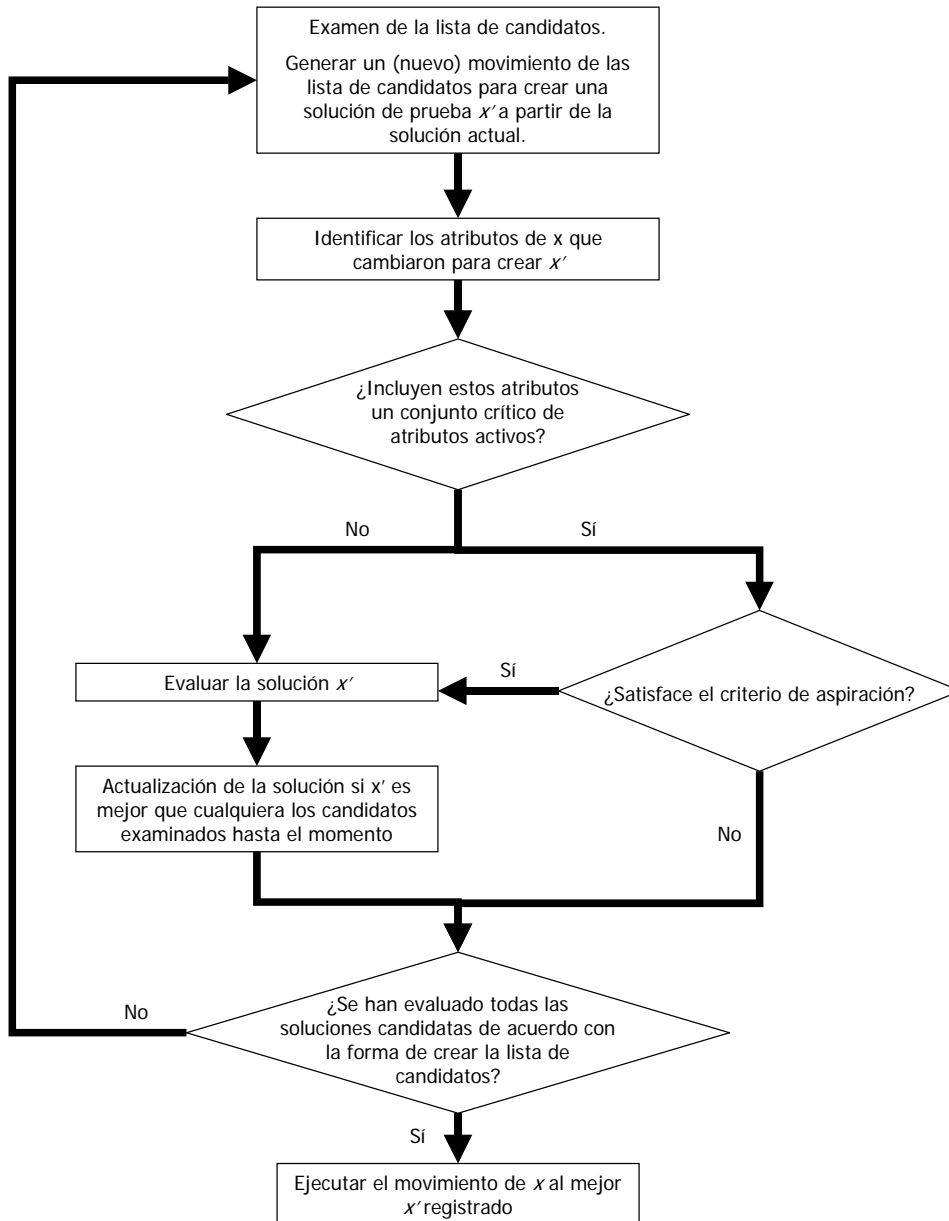 Examen de la lista de candidatos.
Generar un (nuevo) movimiento de las
lista de candidatos para crear una
solución de prueba x′ a partir de la
solución actual.
Identificar los atributos de x que
cambiaron para crear x′
¿Incluyen estos atributos
un conjunto crítico de
atributos activos?
No
Sí
Evaluar la solución x′
Sí
¿Satisface el criterio de aspiración?
Actualización de la solución si x′ es
mejor que cualquiera los candidatos
examinados hasta el momento
No
No
¿Se han evaluado todas las
soluciones candidatas de acuerdo con
la forma de crear la lista de
candidatos?
Sí
Ejecutar el movimiento de x al mejor
x′ registrado